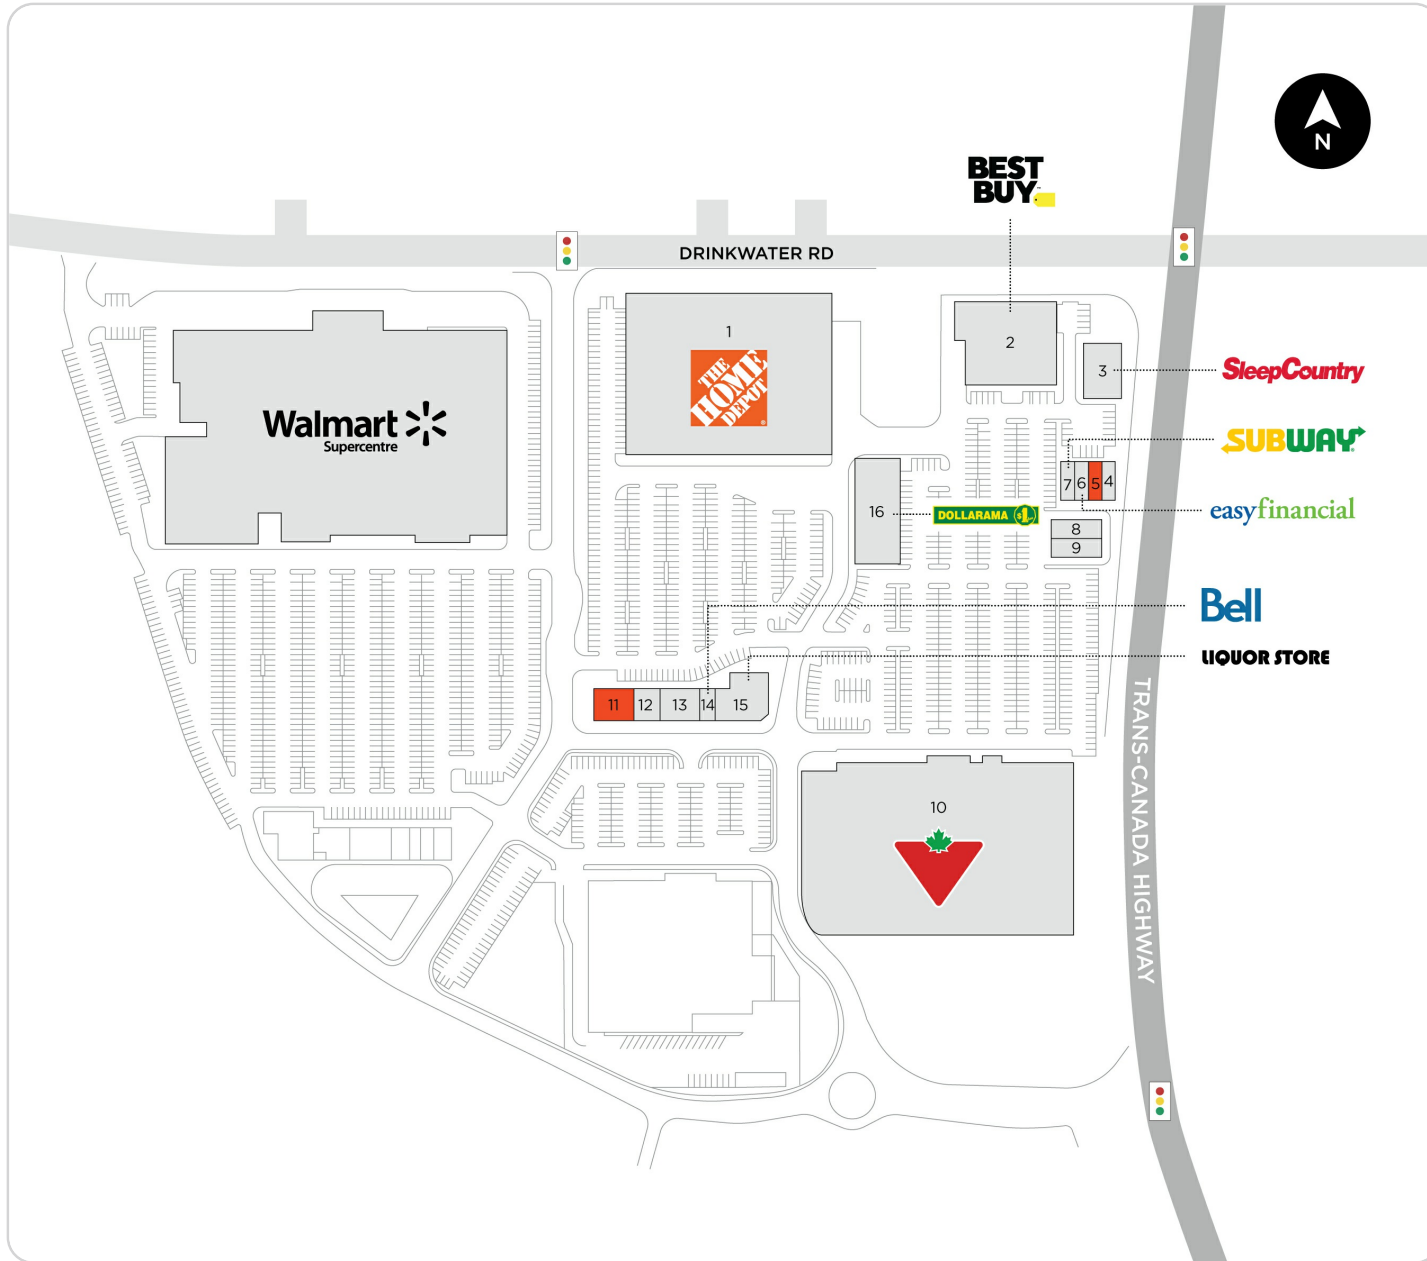 N
BEST
BUY
DRINKWATER RD
1
THE
HOME
DEPOT
2
3
SleepCountry
Walmart
Supercentre
SUBWAY
7
6
5
4
easyfinancial
16
DOLLARAMA $1
8
9
Bell
LIQUOR STORE
11
12
13
14
15
TRANS-CANADA HIGHWAY
10